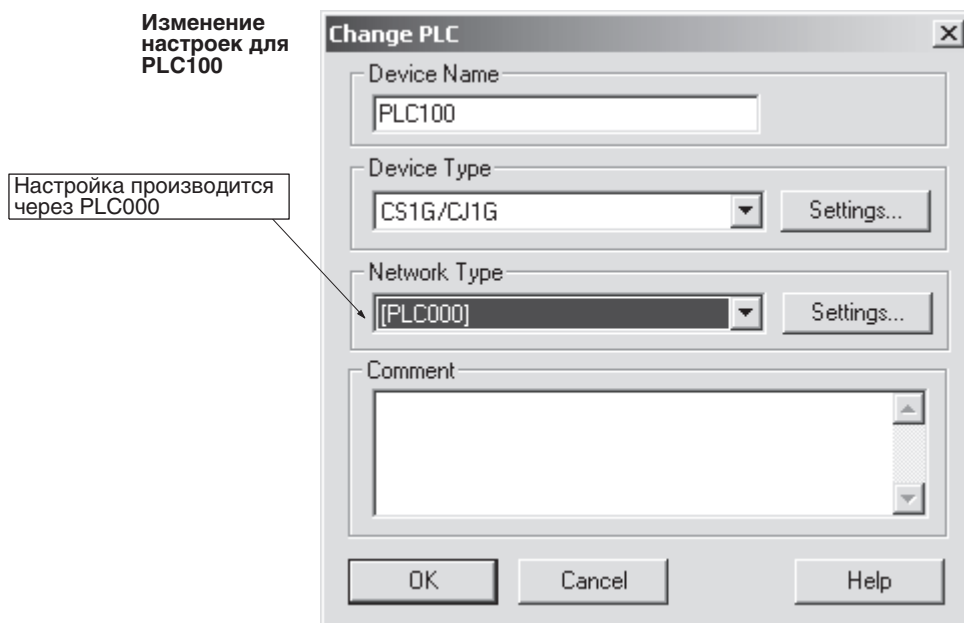 Изменение
настроек для
PLC100
Настройка производится
через PLC000
Change PLC
Device Name
PLC100
Device Type
CS1G/CJ1G
Settings...
Network Type
[PLC000]
Settings...
Comment
OK
Cancel
Help